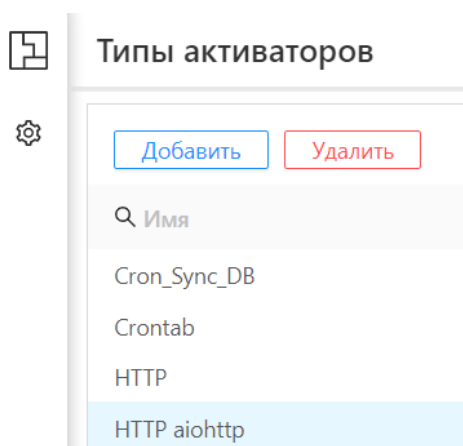 Типы активаторов
Добавить Удалить
Имя
Cron_Sync_DB
Crontab
HTTP
HTTP aiohttp